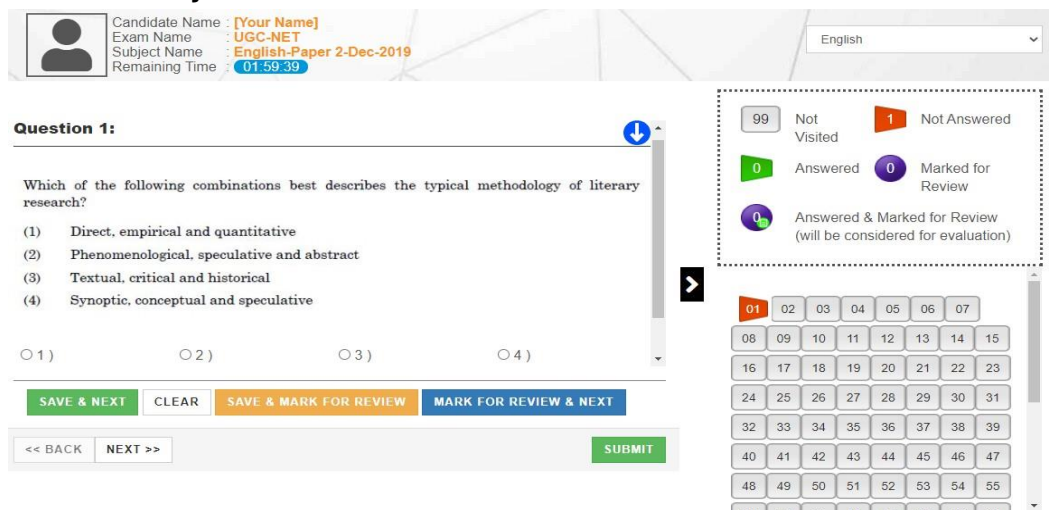 Candidate Name : [Your Name]
Exam Name : UGC-NET
Subject Name : English-Paper 2-Dec-2019
Remaining Time : 01:59:39
English
Question 1:
Which of the following combinations best describes the typical methodology of literary
research?
(1) Direct, empirical and quantitative
(2) Phenomenological, speculative and abstract
(3) Textual, critical and historical
(4) Synoptic, conceptual and speculative
1 ) 2 ) 3 ) 4 )
SAVE & NEXT CLEAR SAVE & MARK FOR REVIEW MARK FOR REVIEW & NEXT
<< BACK NEXT >> SUBMIT
99 Not
Visited
1 Not Answered
0 Answered
0 Marked for
Review
0 Answered & Marked for Review
(will be considered for evaluation)
01 02 03 04 05 06 07
08 09 10 11 12 13 14 15
16 17 18 19 20 21 22 23
24 25 26 27 28 29 30 31
32 33 34 35 36 37 38 39
40 41 42 43 44 45 46 47
48 49 50 51 52 53 54 55